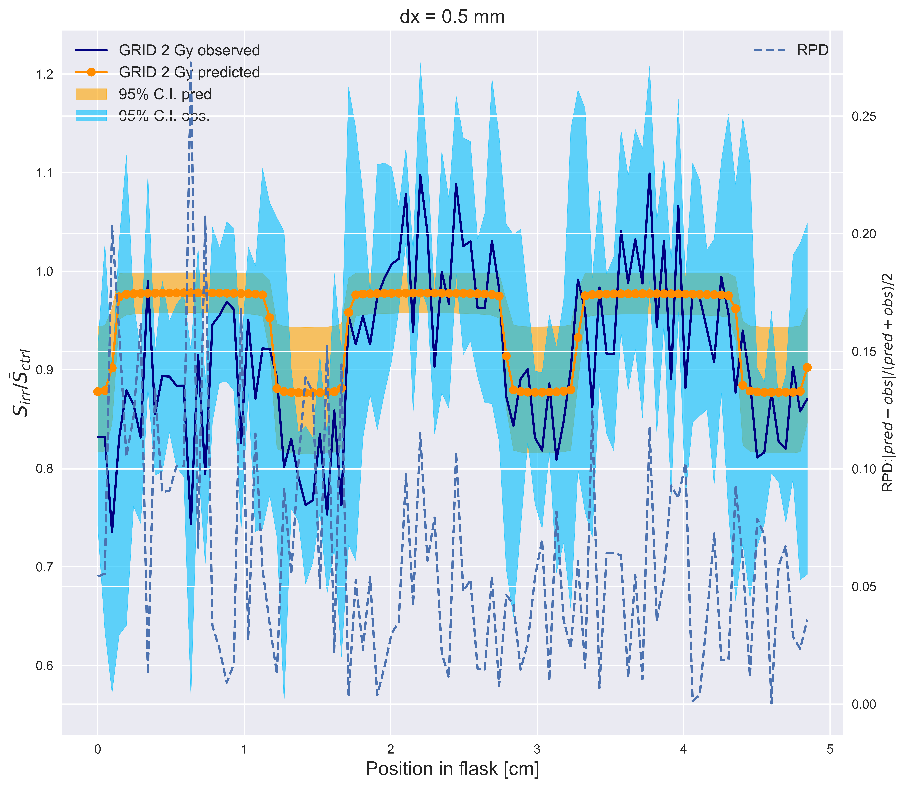 dx = 0.5 mm
GRID 2 Gy observed
GRID 2 Gy predicted
95% C.I. pred
95% C.I. obs.
RPD
1.2
1.1
1.0
0.9
0.8
0.7
0.6
S_irr/S̄_ctrl
0.25
0.20
0.15
0.10
0.05
0.00
RPD:|pred − obs|/(pred + obs)/2
0 1 2 3 4 5
Position in flask [cm]